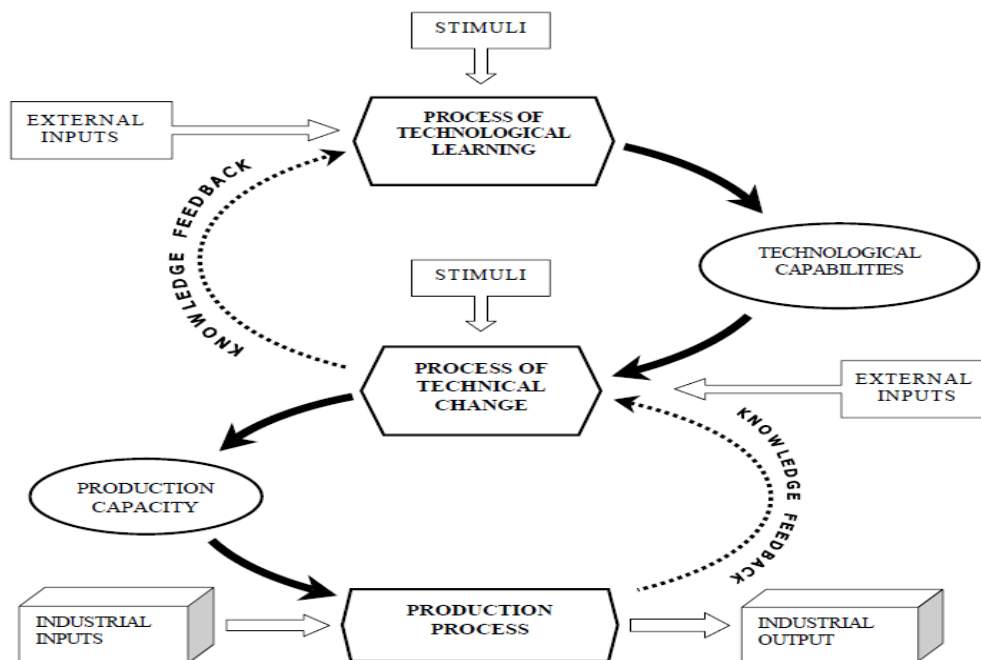 STIMULI
EXTERNAL
INPUTS
PROCESS OF
TECHNOLOGICAL
LEARNING
KNOWLEDGE FEEDBACK
TECHNOLOGICAL
CAPABILITIES
STIMULI
PROCESS OF
TECHNICAL
CHANGE
EXTERNAL
INPUTS
KNOWLEDGE FEEDBACK
PRODUCTION
CAPACITY
INDUSTRIAL
INPUTS
PRODUCTION
PROCESS
INDUSTRIAL
OUTPUT